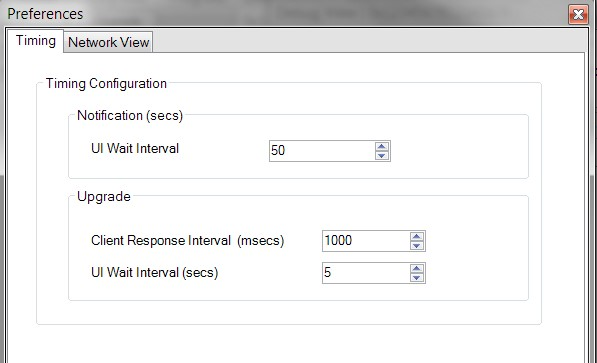 Preferences
Timing Network View
Timing Configuration
Notification (secs)
UI Wait Interval 50
Upgrade
Client Response Interval (msecs) 1000
UI Wait Interval (secs) 5